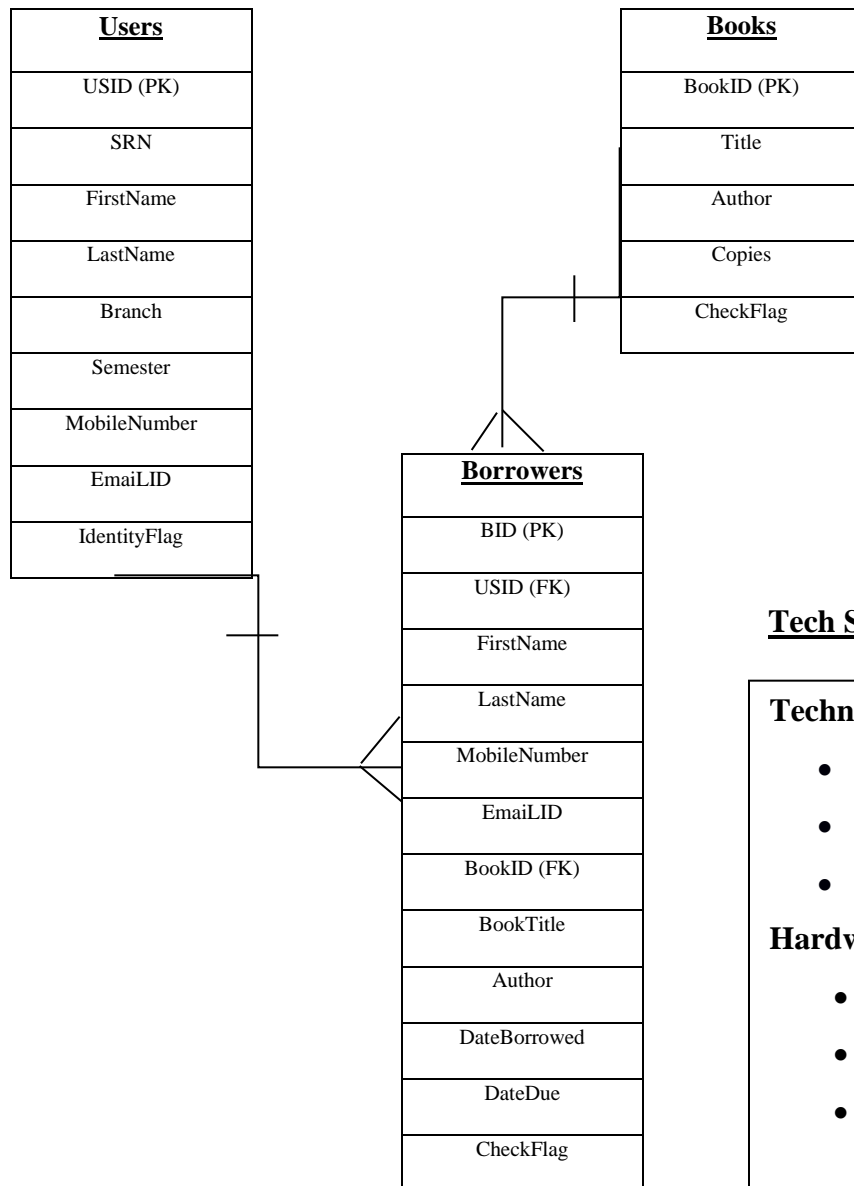 Users
USID (PK)
SRN
FirstName
LastName
Branch
Semester
MobileNumber
EmaiLID
IdentityFlag
Books
BookID (PK)
Title
Author
Copies
CheckFlag
Borrowers
BID (PK)
USID (FK)
FirstName
LastName
MobileNumber
EmaiLID
BookID (FK)
BookTitle
Author
DateBorrowed
DateDue
CheckFlag
Tech